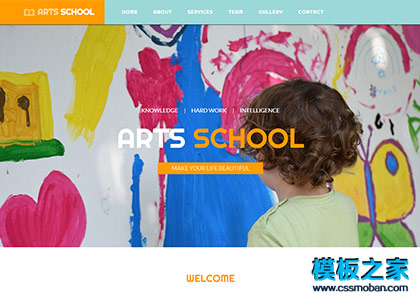 ARTS SCHOOL
HOME ABOUT SERVICES TEAM GALLERY CONTACT
KNOWLEDGE | HARD WORK | INTELLIGENCE
ARTS SCHOOL
MAKE YOUR LIFE BEAUTIFUL
WELCOME
模板之家
www.cssmoban.com